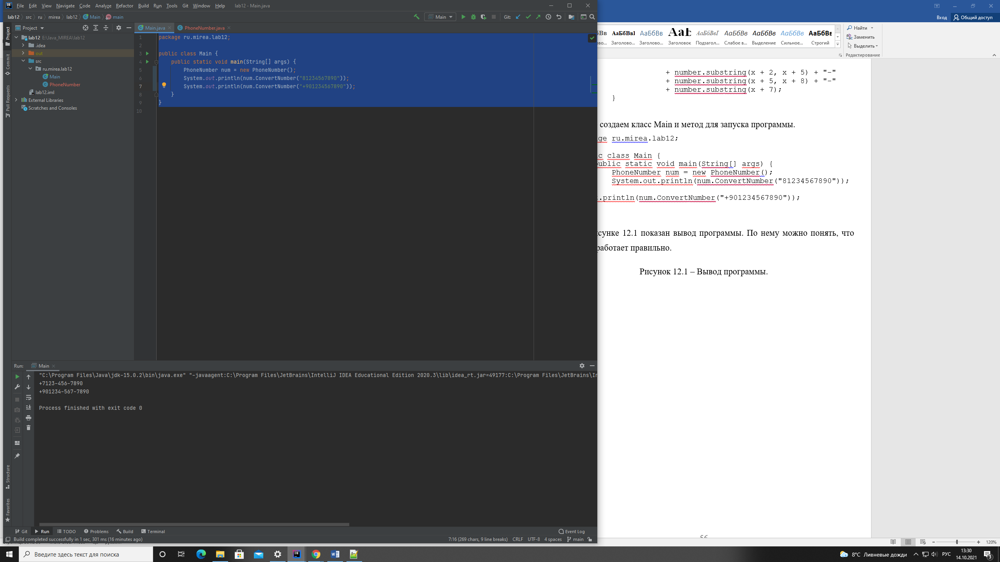 File Edit View Navigate Code Analyze Refactor Build Run Tools Git Window Help lab12 - Main.java
lab12 src ru mirea lab12 Main main
Main Git:
Project
Main.java PhoneNumber.java
lab12 E:\Java_MIREA\lab12
.idea
out
src
ru.mirea.lab12
Main
PhoneNumber
lab12.iml
External Libraries
Scratches and Consoles
Project
Commit
Pull Requests
Structure
Favorites
1 package ru.mirea.lab12;
2
3 public class Main {
4 public static void main(String[] args) {
5 PhoneNumber num = new PhoneNumber();
6 System.out.println(num.ConvertNumber("81234567890"));
7 System.out.println(num.ConvertNumber("+901234567890"));
8 }
9 }
10
Run: Main
"C:\Program Files\Java\jdk-15.0.2\bin\java.exe" "-javaagent:C:\Program Files\JetBrains\IntelliJ IDEA Educational Edition 2020.3\lib\idea_rt.jar=49177:C:\Program Files\JetBrains\In
+7123-456-7890
+901234-567-7890
Process finished with exit code 0
Git Run TODO Problems Build Terminal Event Log
Build completed successfully in 1 sec, 301 ms (16 minutes ago) 7:16 (269 chars, 9 line breaks) CRLF UTF-8 4 spaces main
Вход Общий доступ
АаБбВвІ АаБбВв АаБ АаБбВвІ АаБбВв АаБбВв АаБбВв АаБбВв
Заголово... Заголово... Заголовок Подзагол... Слабое в... Выделение Сильное... Строгий
Найти
Заменить
Выделить
Редактирование
+ number.substring(x + 2, x + 5) + "-"
+ number.substring(x + 5, x + 8) + "-"
+ number.substring(x + 7);
}
создаем класс Main и метод для запуска программы.
ge ru.mirea.lab12;
c class Main {
public static void main(String[] args) {
PhoneNumber num = new PhoneNumber();
System.out.println(num.ConvertNumber("81234567890"));
.println(num.ConvertNumber("+901234567890"));
сунке 12.1 показан вывод программы. По нему можно понять, что
работает правильно.
Рисунок 12.1 – Вывод программы.
56
120%
Введите здесь текст для поиска
8°C Ливневые дожди РУС 13:30
14.10.2021
3